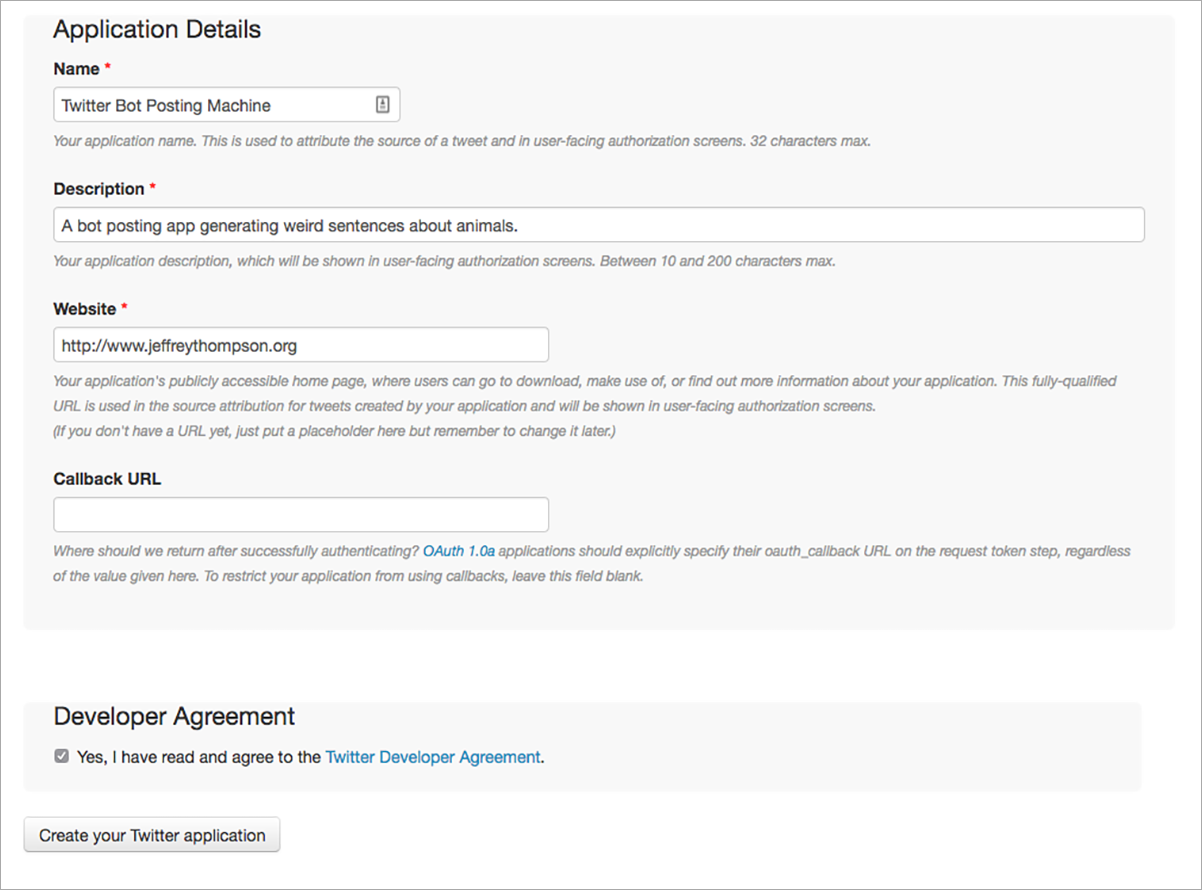 Application Details
Name *
Twitter Bot Posting Machine
Your application name. This is used to attribute the source of a tweet and in user-facing authorization screens. 32 characters max.
Description *
A bot posting app generating weird sentences about animals.
Your application description, which will be shown in user-facing authorization screens. Between 10 and 200 characters max.
Website *
http://www.jeffreythompson.org
Your application's publicly accessible home page, where users can go to download, make use of, or find out more information about your application. This fully-qualified
URL is used in the source attribution for tweets created by your application and will be shown in user-facing authorization screens.
(If you don't have a URL yet, just put a placeholder here but remember to change it later.)
Callback URL
Where should we return after successfully authenticating? OAuth 1.0a applications should explicitly specify their oauth_callback URL on the request token step, regardless
of the value given here. To restrict your application from using callbacks, leave this field blank.
Developer Agreement
Yes, I have read and agree to the Twitter Developer Agreement.
Create your Twitter application